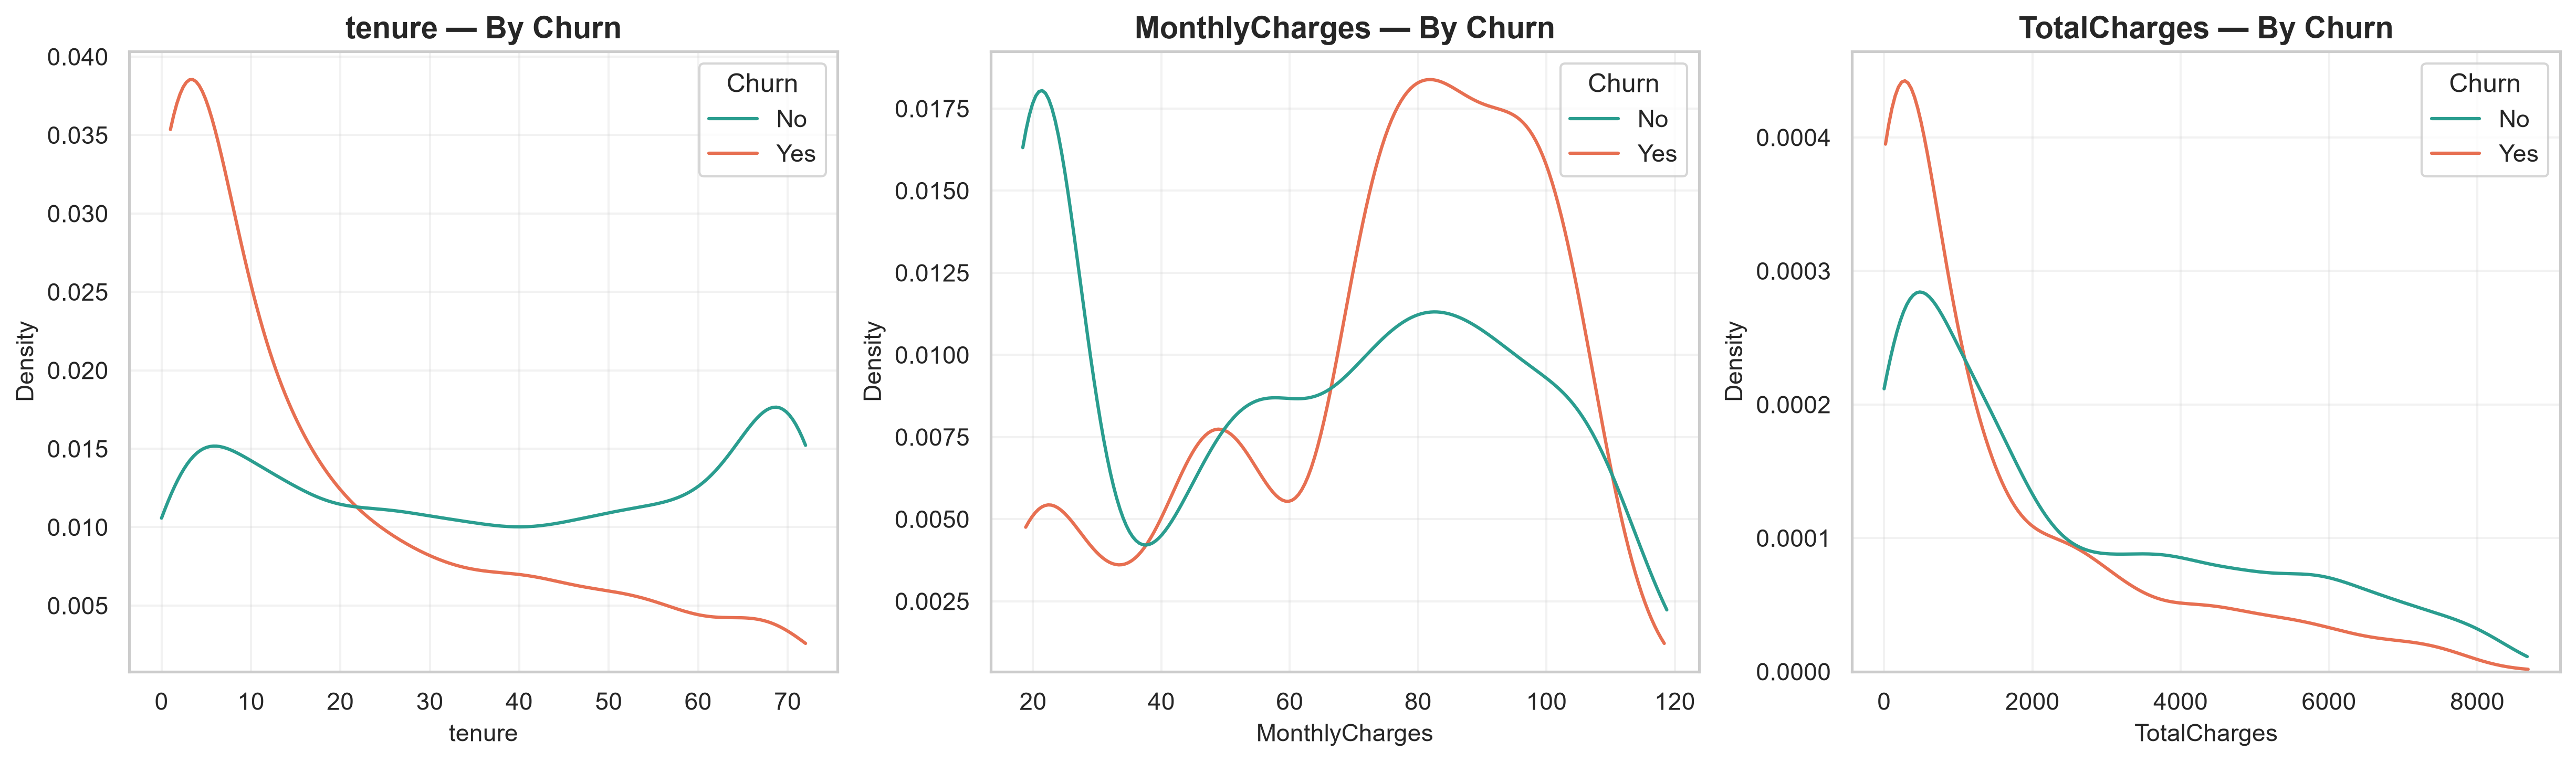 tenure — By Churn
0.040
0.035
0.030
0.025
0.020
0.015
0.010
0.005
Density
0 10 20 30 40 50 60 70
tenure
Churn
No
Yes
MonthlyCharges — By Churn
0.0175
0.0150
0.0125
0.0100
0.0075
0.0050
0.0025
Density
20 40 60 80 100 120
MonthlyCharges
Churn
No
Yes
TotalCharges — By Churn
0.0004
0.0003
0.0002
0.0001
0.0000
Density
0 2000 4000 6000 8000
TotalCharges
Churn
No
Yes